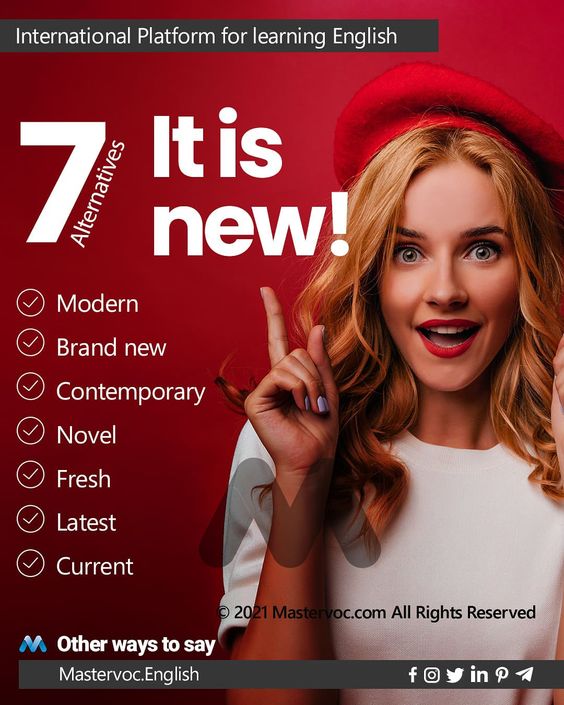 International Platform for learning English
7
Alternatives
It is
new!
Modern
Brand new
Contemporary
Novel
Fresh
Latest
Current
© 2021 Mastervoc.com All Rights Reserved
Other ways to say
Mastervoc.English